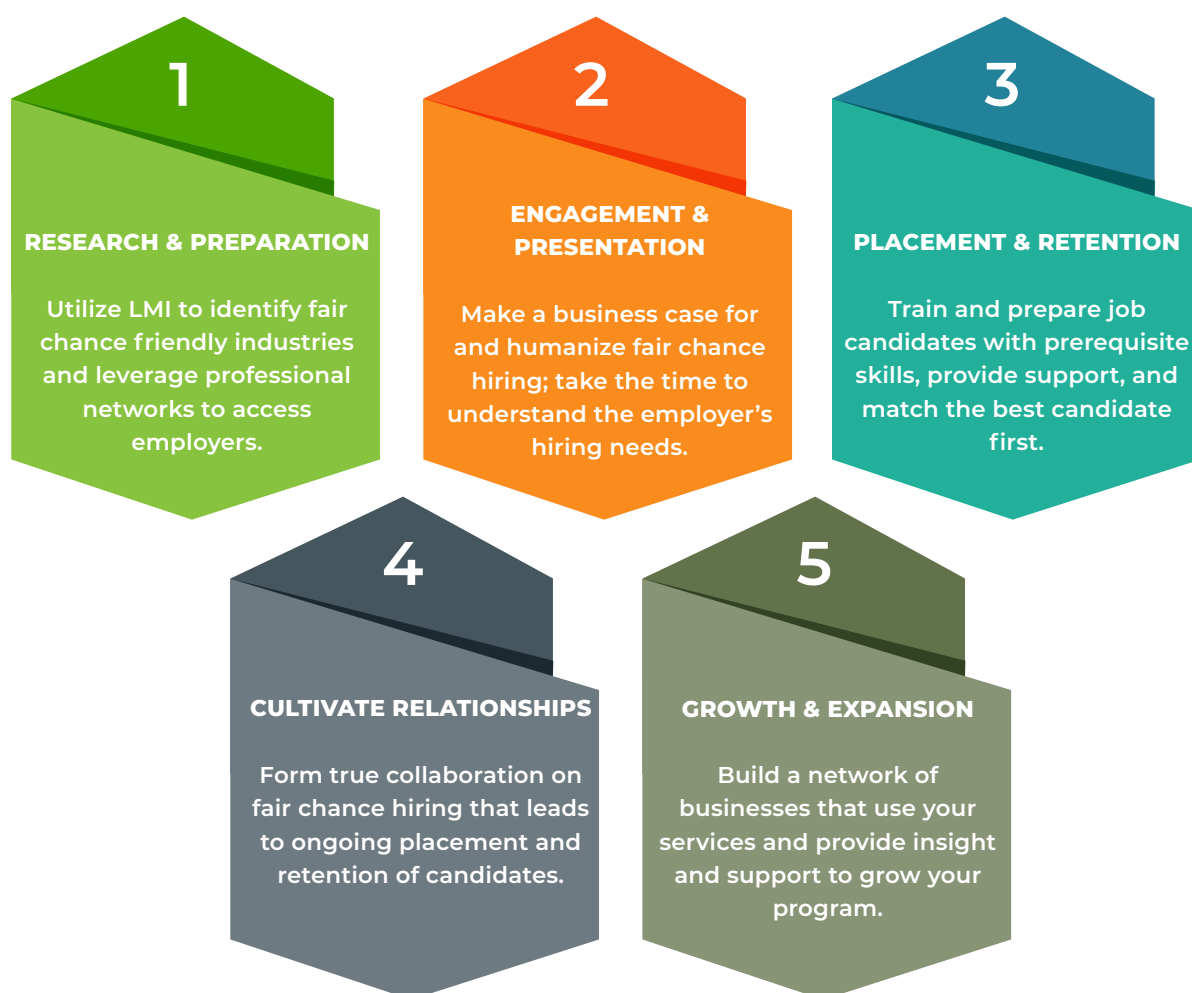 1
RESEARCH & PREPARATION
Utilize LMI to identify fair
chance friendly industries
and leverage professional
networks to access
employers.
2
ENGAGEMENT &
PRESENTATION
Make a business case for
and humanize fair chance
hiring; take the time to
understand the employer’s
hiring needs.
3
PLACEMENT & RETENTION
Train and prepare job
candidates with prerequisite
skills, provide support, and
match the best candidate
first.
4
CULTIVATE RELATIONSHIPS
Form true collaboration on
fair chance hiring that leads
to ongoing placement and
retention of candidates.
5
GROWTH & EXPANSION
Build a network of
businesses that use your
services and provide insight
and support to grow your
program.